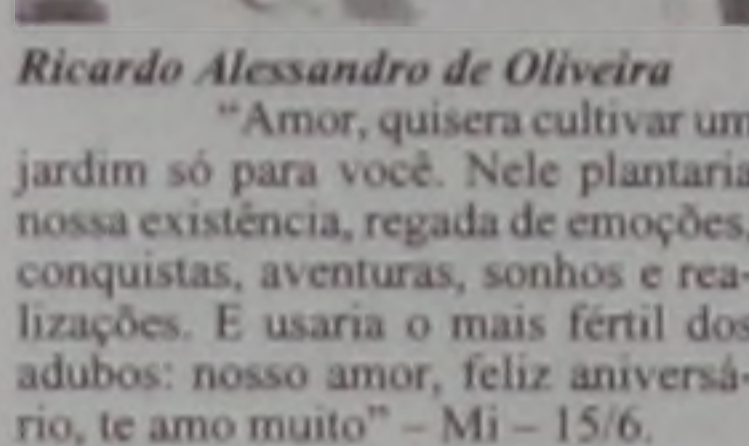 Ricardo Alessandro de Oliveira
“Amor, quisera cultivar um
jardim só para você. Nele plantaria
nossa existência, regada de emoções,
conquistas, aventuras, sonhos e rea-
lizações. E usaria o mais fértil dos
adubos: nosso amor, feliz aniversá-
rio, te amo muito” – Mi – 15/6.